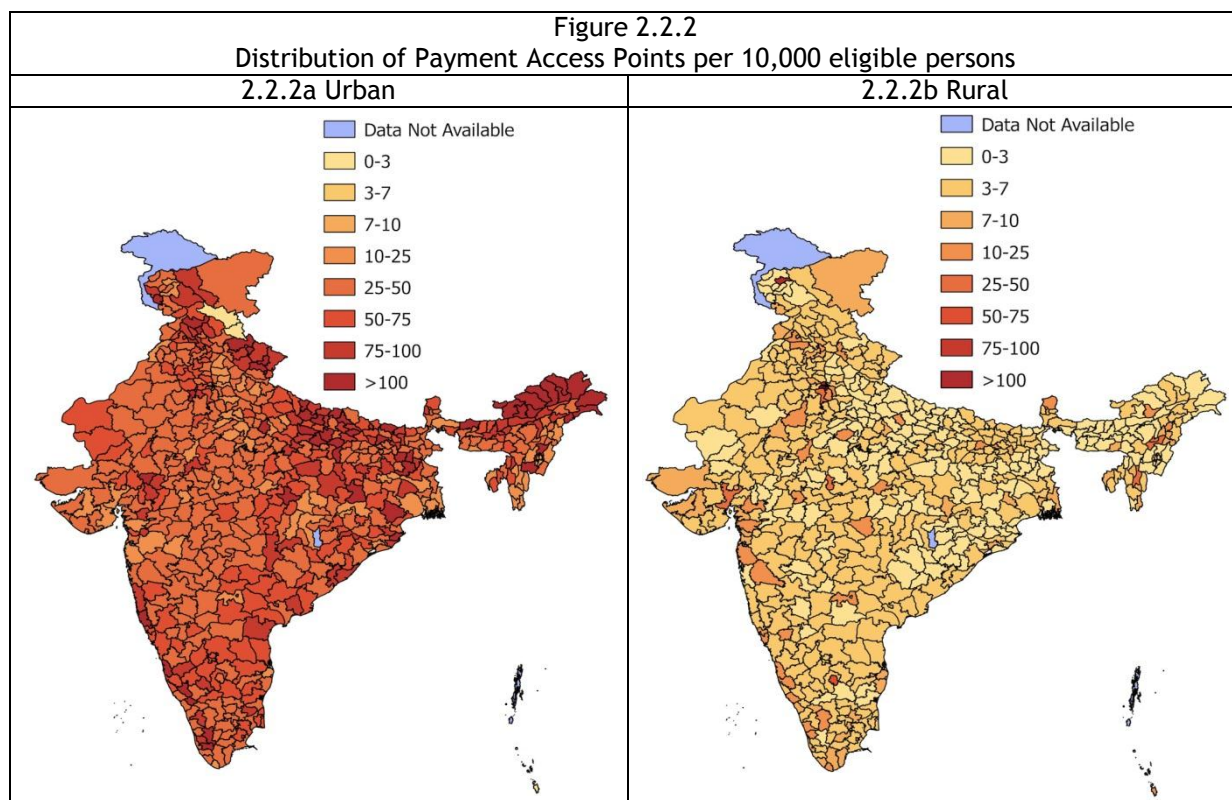 Figure 2.2.2
Distribution of Payment Access Points per 10,000 eligible persons
2.2.2a Urban
2.2.2b Rural
Data Not Available
0-3
3-7
7-10
10-25
25-50
50-75
75-100
>100
Data Not Available
0-3
3-7
7-10
10-25
25-50
50-75
75-100
>100